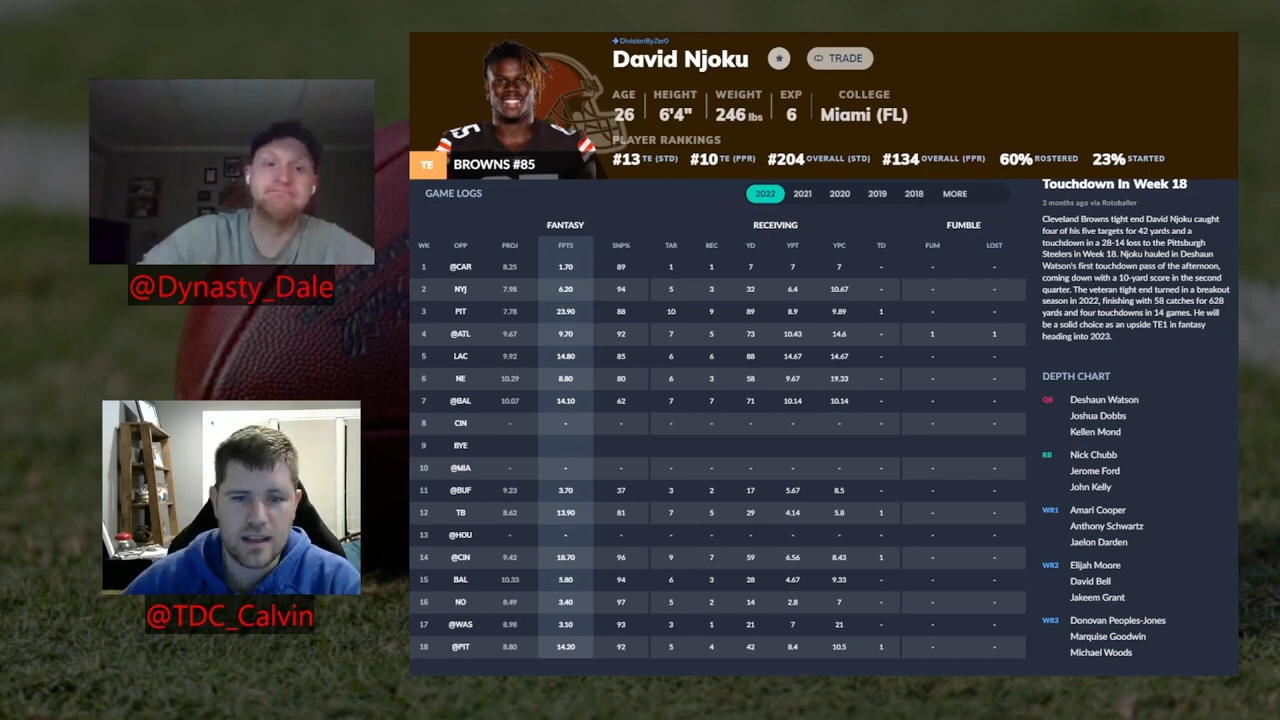 @Dynasty_Dale
@TDC_Calvin
DivisionByZer0
David Njoku
TRADE
AGE HEIGHT WEIGHT EXP COLLEGE
26 6'4" 246 lbs 6 Miami (FL)
PLAYER RANKINGS
#13 TE (STD) #10 TE (PPR) #204 OVERALL (STD) #134 OVERALL (PPR) 60% ROSTERED 23% STARTED
TE BROWNS #85
GAME LOGS 2022 2021 2020 2019 2018 MORE
FANTASY RECEIVING FUMBLE
WK OPP PROJ FPTS SNP% TAR REC YD YPT YPC TD FUM LOST
1 @CAR 8.25 1.70 89 1 1 7 7 7 - - -
2 NYJ 7.98 6.20 94 5 3 32 6.4 10.67 - - -
3 PIT 7.78 23.90 88 10 9 89 8.9 9.89 1 - -
4 @ATL 9.67 9.70 92 7 5 73 10.43 14.6 - 1 1
5 LAC 9.92 14.80 85 6 6 88 14.67 14.67 - - -
6 NE 10.29 8.80 80 6 3 58 9.67 19.33 - - -
7 @BAL 10.07 14.10 62 7 7 71 10.14 10.14 - - -
8 CIN - - - - - - - - - - -
9 BYE
10 @MIA - - - - - - - - - - -
11 @BUF 9.23 3.70 37 3 2 17 5.67 8.5 - - -
12 TB 8.62 13.90 81 7 5 29 4.14 5.8 1 - -
13 @HOU - - - - - - - - - - -
14 @CIN 9.42 18.70 96 9 7 59 6.56 8.43 1 - -
15 BAL 10.33 5.80 94 6 3 28 4.67 9.33 - - -
16 NO 8.49 3.40 97 5 2 14 2.8 7 - - -
17 @WAS 8.98 3.10 93 3 1 21 7 21 - - -
18 @PIT 8.80 14.20 92 5 4 42 8.4 10.5 1 - -
Touchdown In Week 18
3 months ago via Rotoballer
Cleveland Browns tight end David Njoku caught
four of his five targets for 42 yards and a
touchdown in a 28-14 loss to the Pittsburgh
Steelers in Week 18. Njoku hauled in Deshaun
Watson's first touchdown pass of the afternoon,
coming down with a 10-yard score in the second
quarter. The veteran tight end turned in a breakout
season in 2022, finishing with 58 catches for 628
yards and four touchdowns in 14 games. He will
be a solid choice as an upside TE1 in fantasy
heading into 2023.
DEPTH CHART
QB Deshaun Watson
Joshua Dobbs
Kellen Mond
RB Nick Chubb
Jerome Ford
John Kelly
WR1 Amari Cooper
Anthony Schwartz
Jaelon Darden
WR2 Elijah Moore
David Bell
Jakeem Grant
WR3 Donovan Peoples-Jones
Marquise Goodwin
Michael Woods